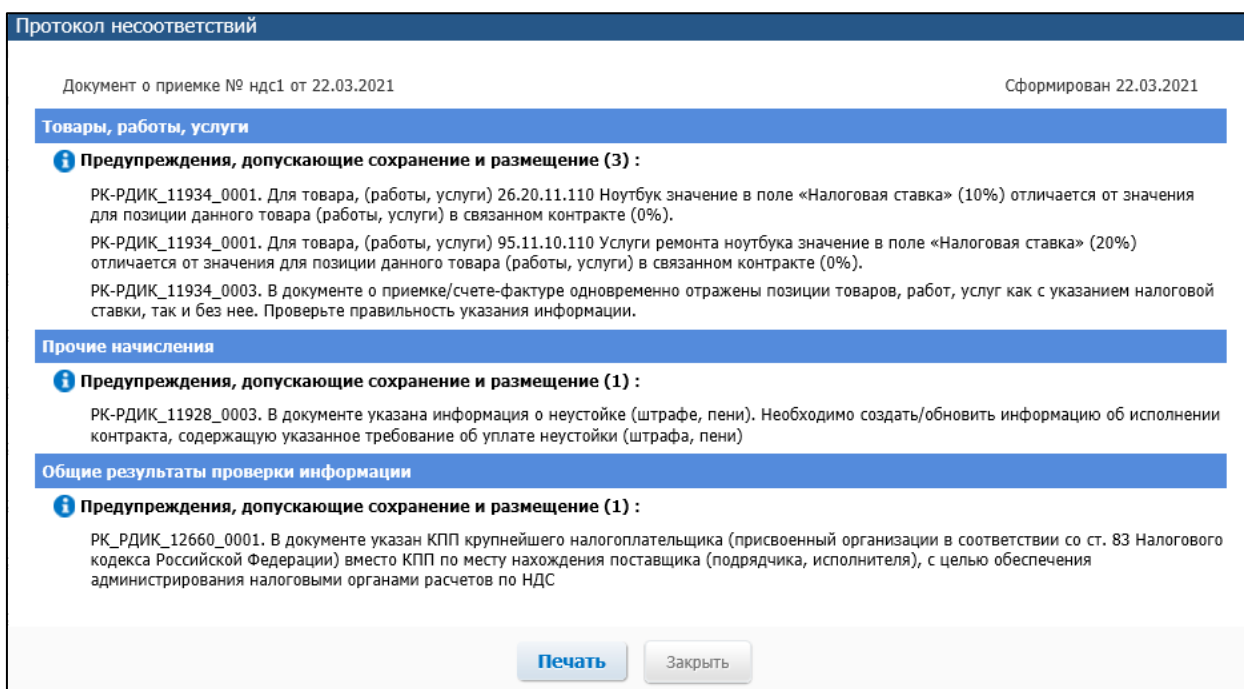 Протокол несоответствий
Документ о приемке № ндс1 от 22.03.2021 Сформирован 22.03.2021
Товары, работы, услуги
Предупреждения, допускающие сохранение и размещение (3) :
РК-РДИК_11934_0001. Для товара, (работы, услуги) 26.20.11.110 Ноутбук значение в поле «Налоговая ставка» (10%) отличается от значения
для позиции данного товара (работы, услуги) в связанном контракте (0%).
РК-РДИК_11934_0001. Для товара, (работы, услуги) 95.11.10.110 Услуги ремонта ноутбука значение в поле «Налоговая ставка» (20%)
отличается от значения для позиции данного товара (работы, услуги) в связанном контракте (0%).
РК-РДИК_11934_0003. В документе о приемке/счете-фактуре одновременно отражены позиции товаров, работ, услуг как с указанием налоговой
ставки, так и без нее. Проверьте правильность указания информации.
Прочие начисления
Предупреждения, допускающие сохранение и размещение (1) :
РК-РДИК_11928_0003. В документе указана информация о неустойке (штрафе, пени). Необходимо создать/обновить информацию об исполнении
контракта, содержащую указанное требование об уплате неустойки (штрафа, пени)
Общие результаты проверки информации
Предупреждения, допускающие сохранение и размещение (1) :
РК_РДИК_12660_0001. В документе указан КПП крупнейшего налогоплательщика (присвоенный организации в соответствии со ст. 83 Налогового
кодекса Российской Федерации) вместо КПП по месту нахождения поставщика (подрядчика, исполнителя), с целью обеспечения
администрирования налоговыми органами расчетов по НДС
Печать Закрыть